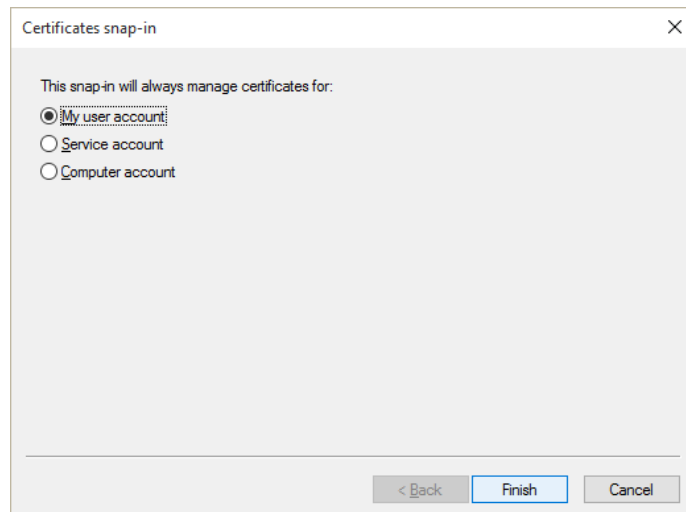 Certificates snap-in
This snap-in will always manage certificates for:
My user account
Service account
Computer account
< Back Finish Cancel